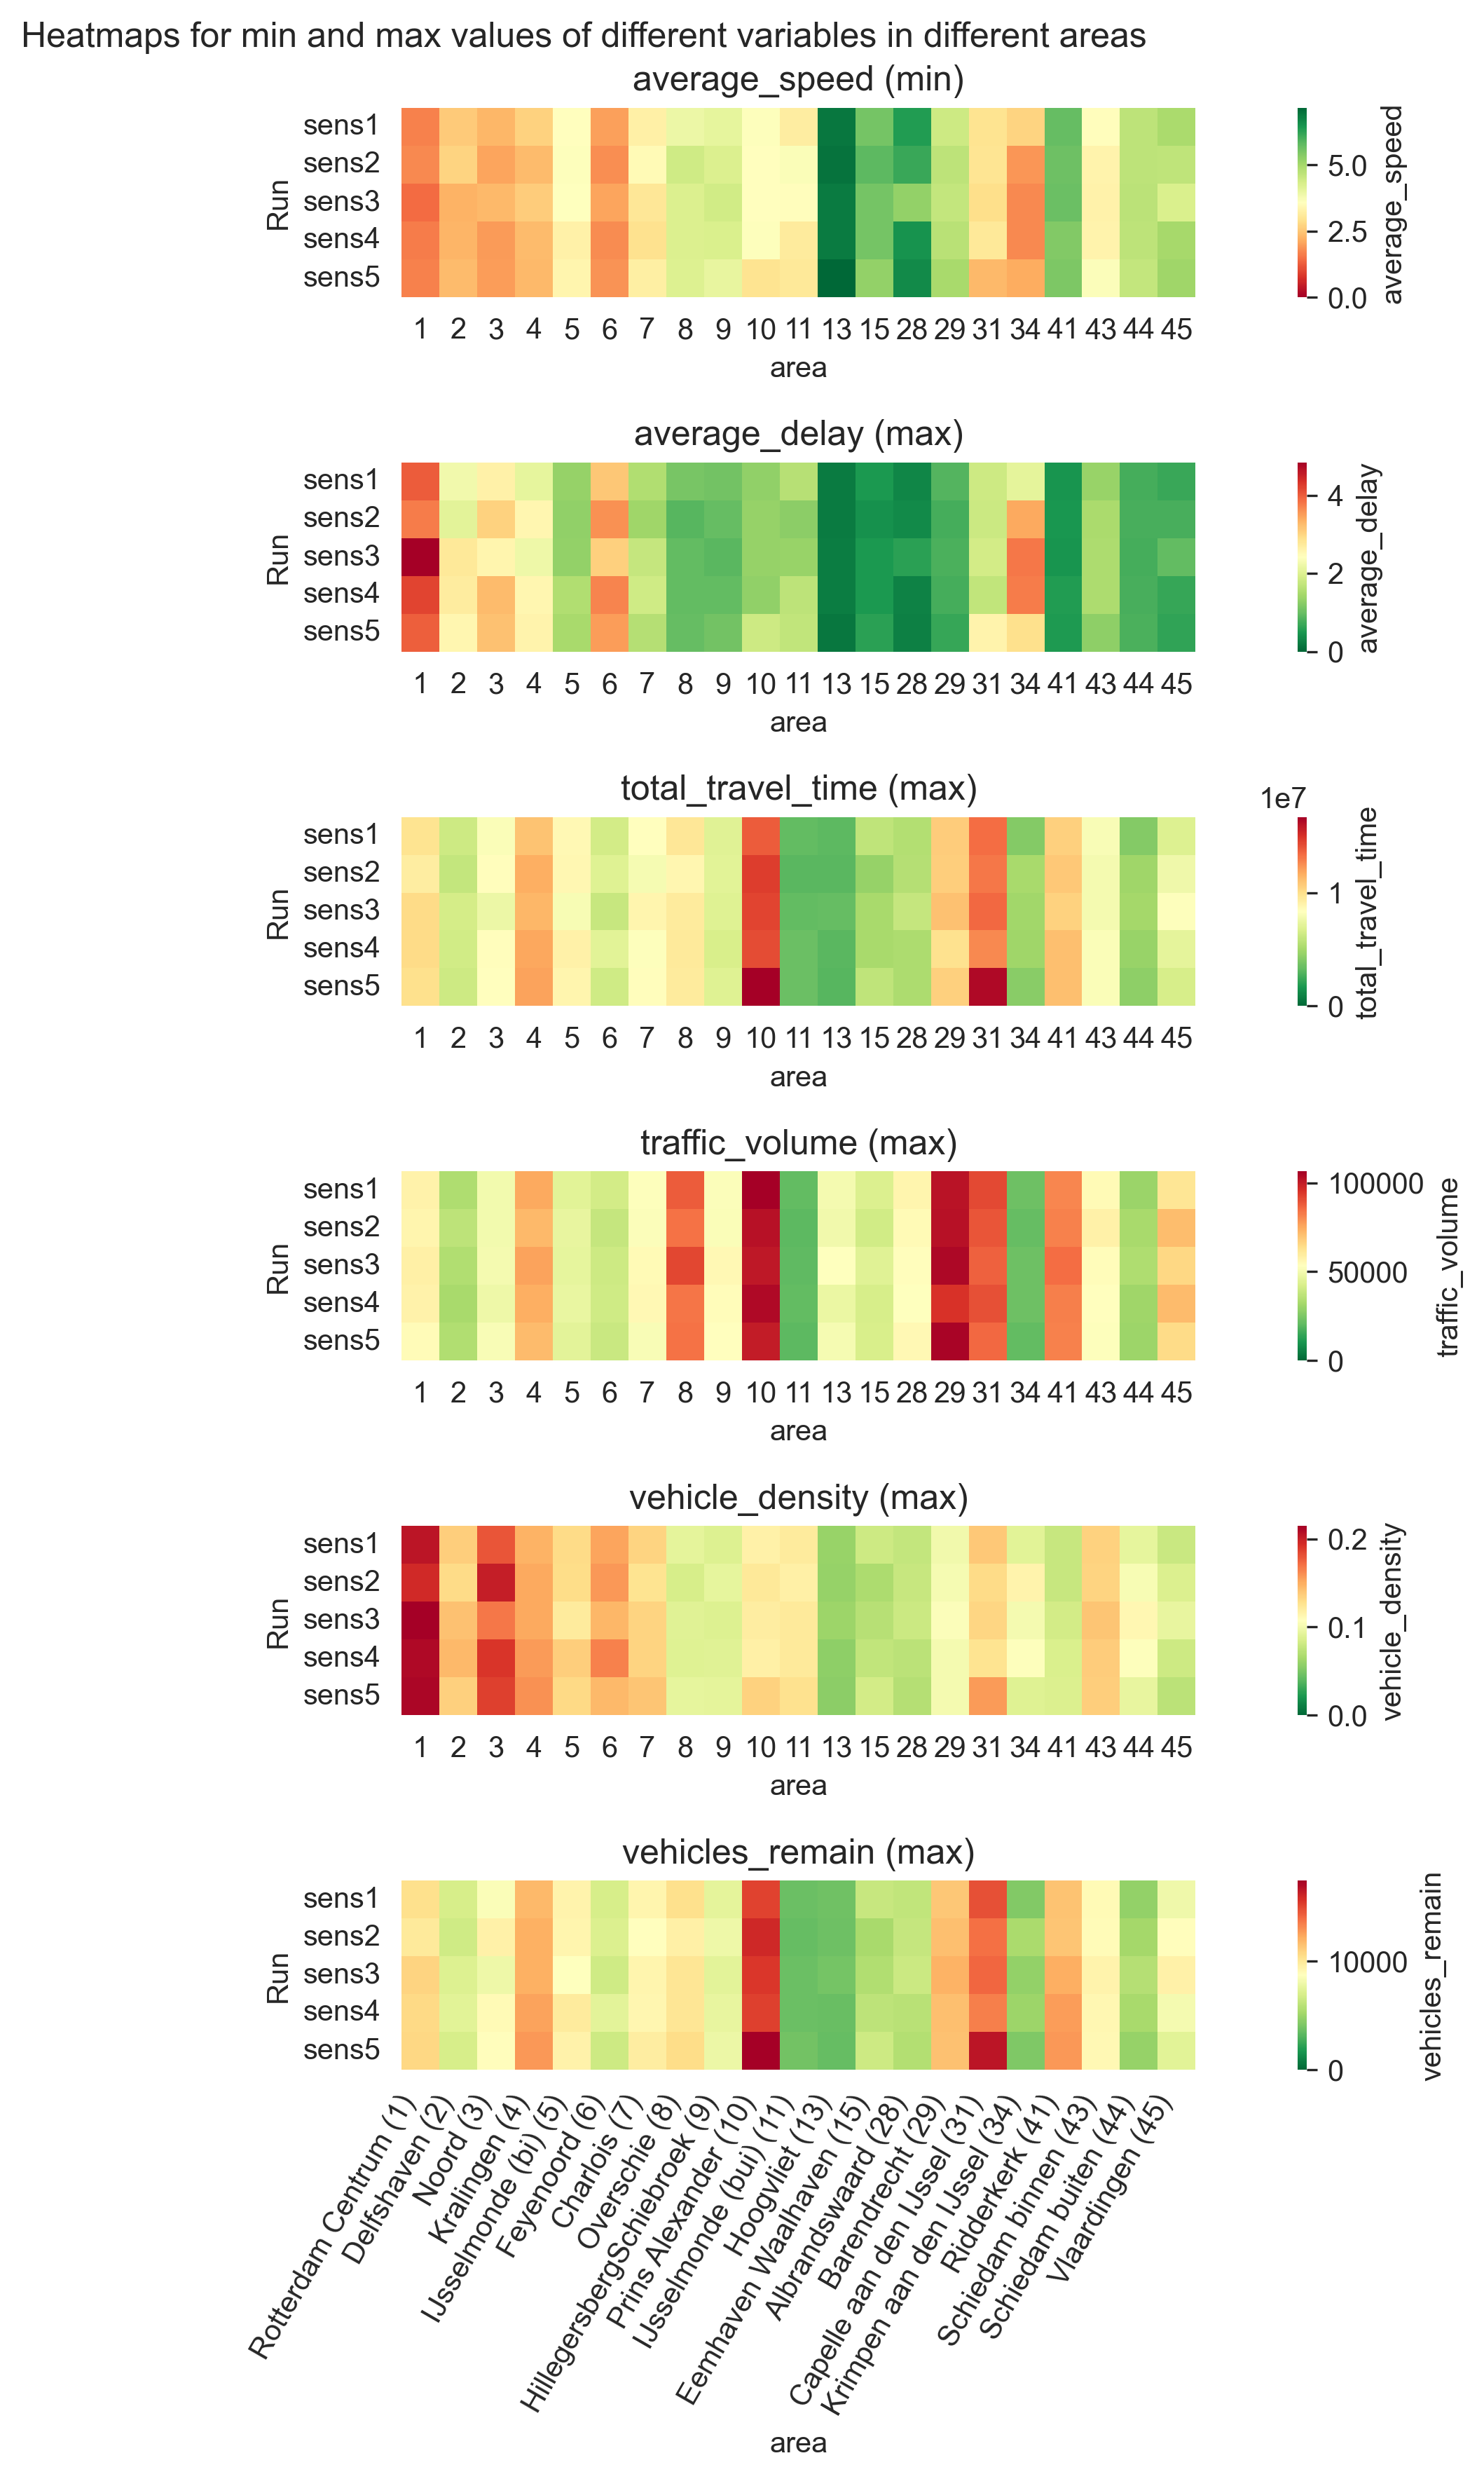 Heatmaps for min and max values of different variables in different areas
average_speed (min)
sens1
sens2
sens3
sens4
sens5
Run
1 2 3 4 5 6 7 8 9 10 11 13 15 28 29 31 34 41 43 44 45
area
5.0
2.5
0.0
average_speed
average_delay (max)
sens1
sens2
sens3
sens4
sens5
Run
1 2 3 4 5 6 7 8 9 10 11 13 15 28 29 31 34 41 43 44 45
area
4
2
0
average_delay
total_travel_time (max)
sens1
sens2
sens3
sens4
sens5
Run
1 2 3 4 5 6 7 8 9 10 11 13 15 28 29 31 34 41 43 44 45
area
1e7
1
0
total_travel_time
traffic_volume (max)
sens1
sens2
sens3
sens4
sens5
Run
1 2 3 4 5 6 7 8 9 10 11 13 15 28 29 31 34 41 43 44 45
area
100000
50000
0
traffic_volume
vehicle_density (max)
sens1
sens2
sens3
sens4
sens5
Run
1 2 3 4 5 6 7 8 9 10 11 13 15 28 29 31 34 41 43 44 45
area
0.2
0.1
0.0
vehicle_density
vehicles_remain (max)
sens1
sens2
sens3
sens4
sens5
Run
Rotterdam Centrum (1)
Delfshaven (2)
Noord (3)
Kralingen (4)
IJsselmonde (bi) (5)
Feyenoord (6)
Charlois (7)
Overschie (8)
HillegersbergSchiebroek (9)
Prins Alexander (10)
IJsselmonde (bui) (11)
Hoogvliet (13)
Eemhaven Waalhaven (15)
Albrandswaard (28)
Barendrecht (29)
Capelle aan den IJssel (31)
Krimpen aan den IJssel (34)
Ridderkerk (41)
Schiedam binnen (43)
Schiedam buiten (44)
Vlaardingen (45)
area
10000
0
vehicles_remain